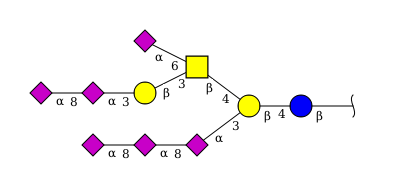 α 6
β 4
α 8 α 3 β 3
β 4 β
α 8 α 8 α 3